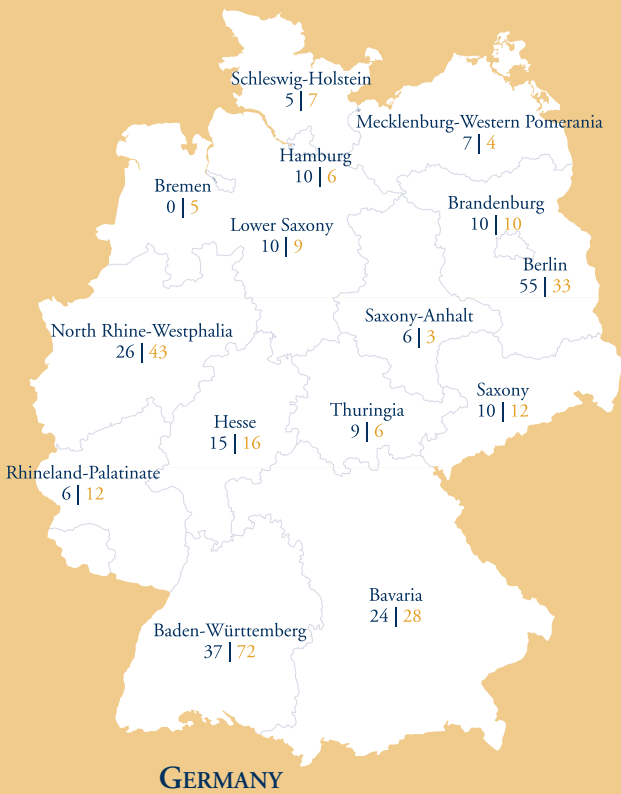 Schleswig-Holstein
5 | 7
Mecklenburg-Western Pomerania
7 | 4
Hamburg
10 | 6
Bremen
0 | 5
Brandenburg
10 | 10
Lower Saxony
10 | 9
Berlin
55 | 33
Saxony-Anhalt
6 | 3
North Rhine-Westphalia
26 | 43
Saxony
10 | 12
Thuringia
9 | 6
Hesse
15 | 16
Rhineland-Palatinate
6 | 12
Bavaria
24 | 28
Baden-Württemberg
37 | 72
GERMANY